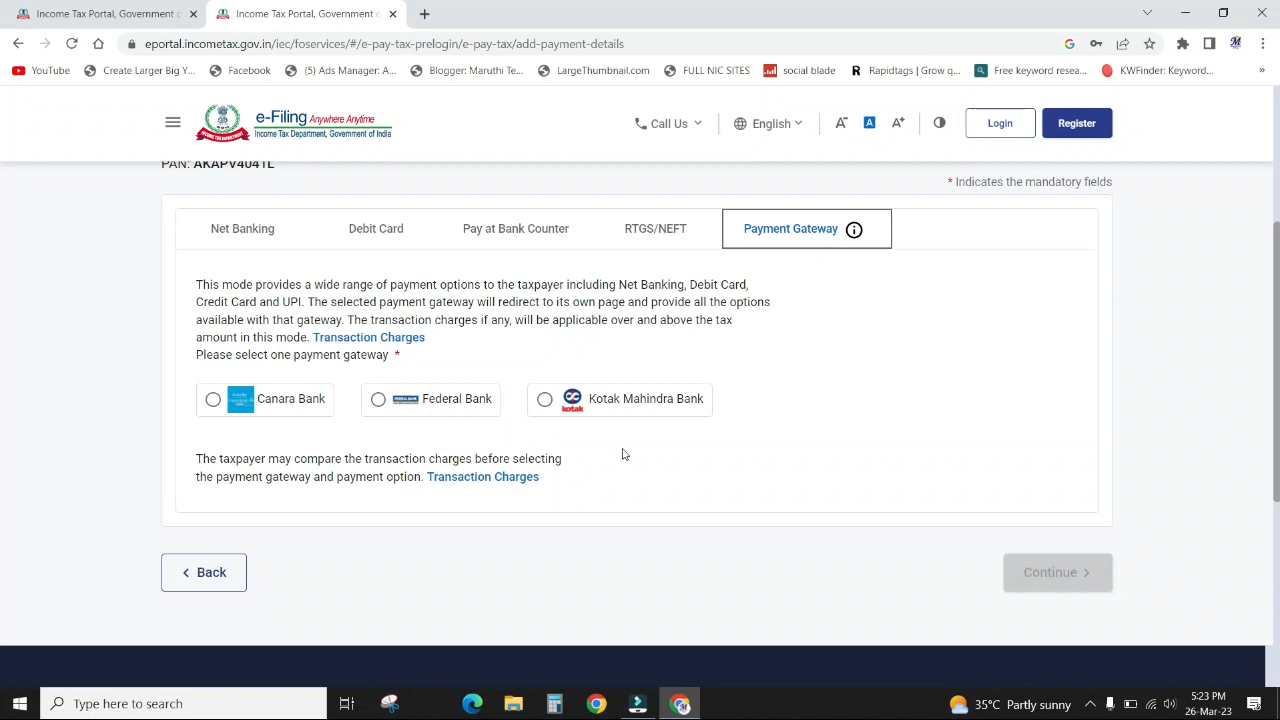 Income Tax Portal, Government o
Income Tax Portal, Government o
eportal.incometax.gov.in/iec/foservices/#/e-pay-tax-prelogin/e-pay-tax/add-payment-details
YouTube
Create Larger Big Y...
Facebook
(5) Ads Manager: A...
Blogger: Maruthi Te...
LargeThumbnail.com
FULL NIC SITES
social blade
Rapidtags | Grow q...
Free keyword resea...
KWFinder: Keyword...
e-Filing Anywhere Anytime
Income Tax Department, Government of India
Call Us
English
A-
A
A+
Login
Register
PAN: AKAPV4041L
* Indicates the mandatory fields
Net Banking
Debit Card
Pay at Bank Counter
RTGS/NEFT
Payment Gateway
This mode provides a wide range of payment options to the taxpayer including Net Banking, Debit Card,
Credit Card and UPI. The selected payment gateway will redirect to its own page and provide all the options
available with that gateway. The transaction charges if any, will be applicable over and above the tax
amount in this mode. Transaction Charges
Please select one payment gateway *
Canara Bank
Federal Bank
kotak
Kotak Mahindra Bank
The taxpayer may compare the transaction charges before selecting
the payment gateway and payment option. Transaction Charges
Back
Continue
Type here to search
35°C Partly sunny
5:23 PM
26-Mar-23